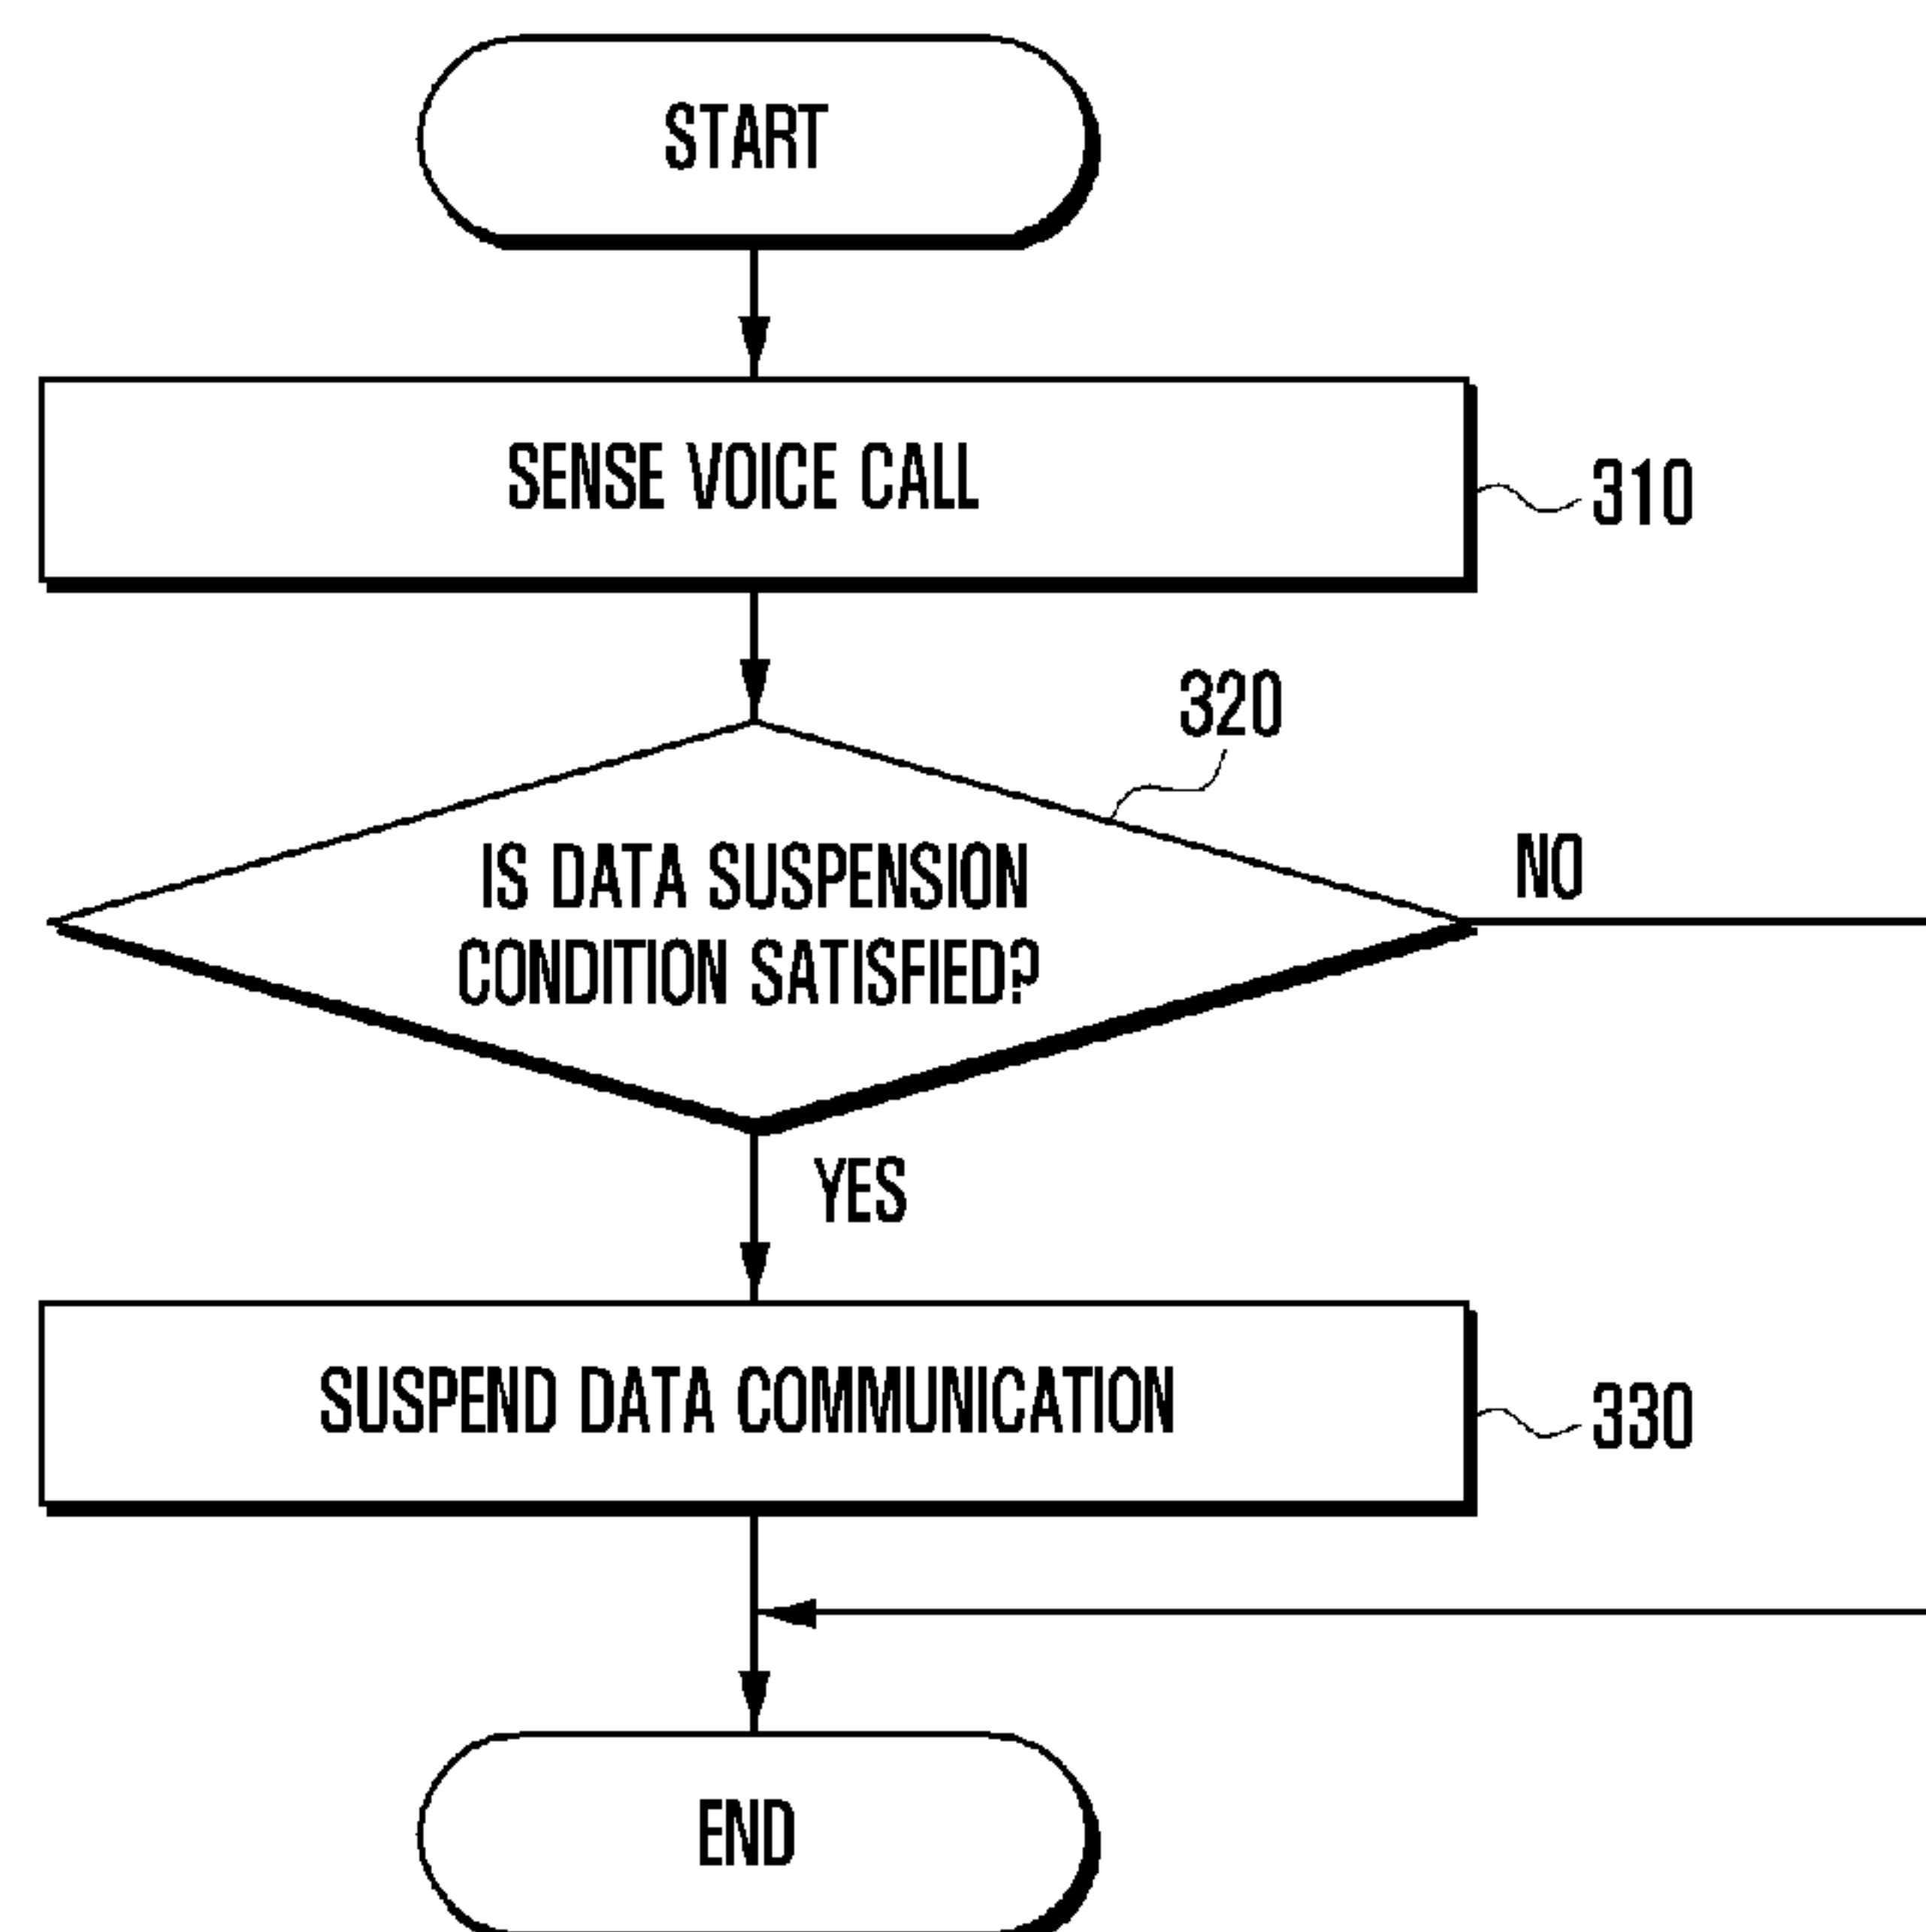 START
SENSE VOICE CALL
310
320
IS DATA SUSPENSION
CONDITION SATISFIED?
NO
YES
SUSPEND DATA COMMUNICATION
330
END